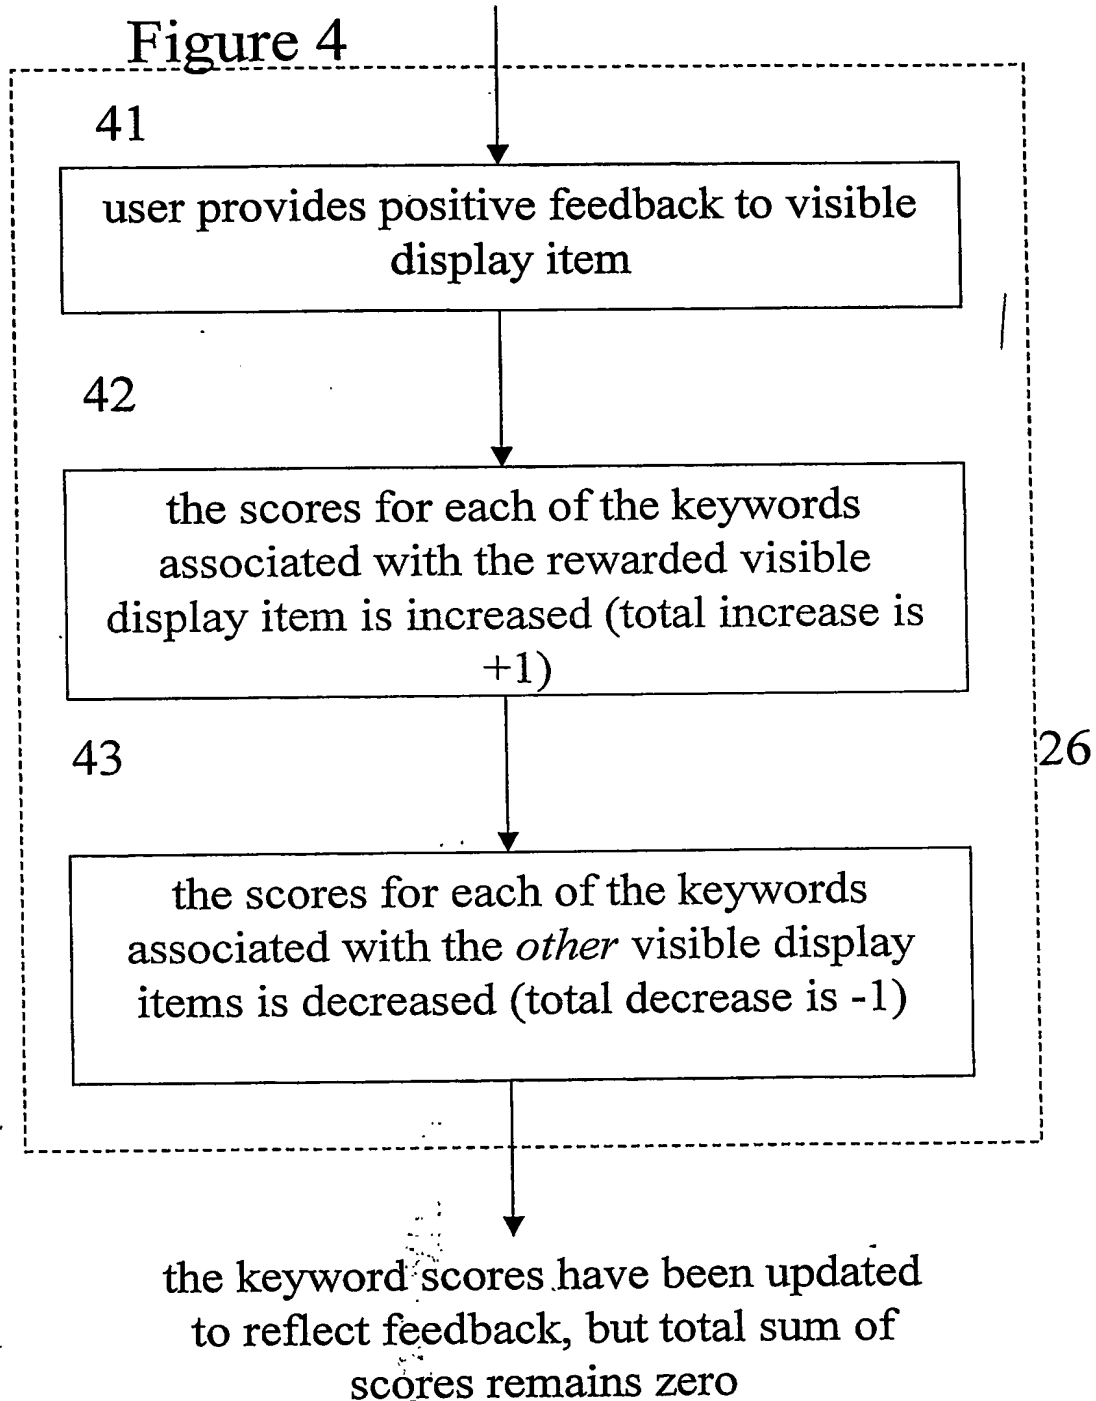 Figure 4
41
user provides positive feedback to visible
display item
42
the scores for each of the keywords
associated with the rewarded visible
display item is increased (total increase is
+1)
43
26
the scores for each of the keywords
associated with the other visible display
items is decreased (total decrease is -1)
the keyword scores have been updated
to reflect feedback, but total sum of
scores remains zero